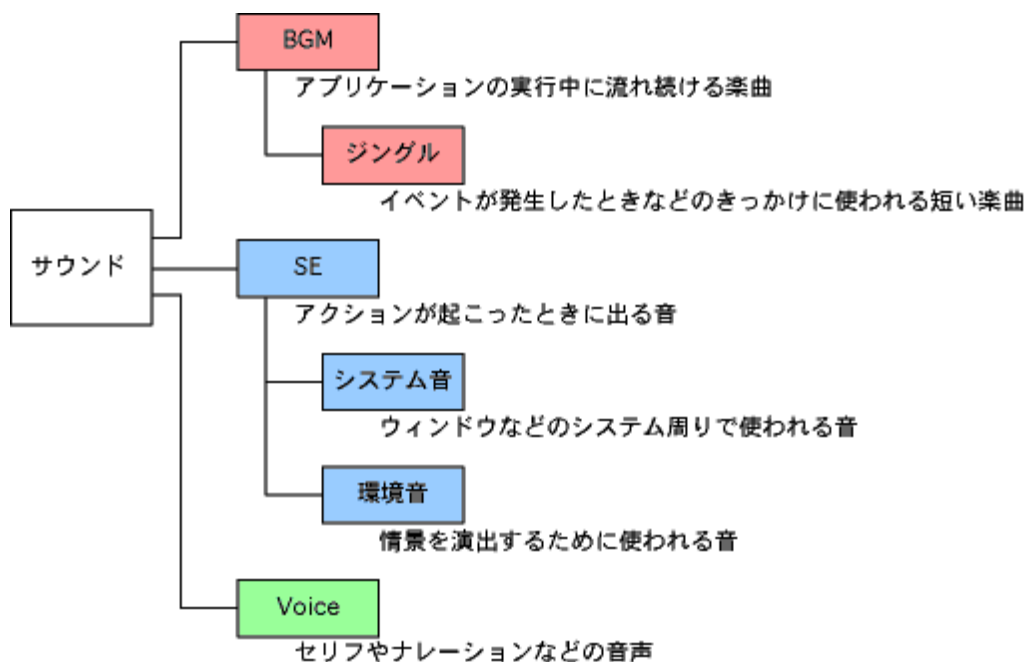 BGM
アプリケーションの実行中に流れ続ける楽曲
ジングル
イベントが発生したときなどのきっかけに使われる短い楽曲
サウンド
SE
アクションが起こったときに出る音
システム音
ウィンドウなどのシステム周りで使われる音
環境音
情景を演出するために使われる音
Voice
セリフやナレーションなどの音声